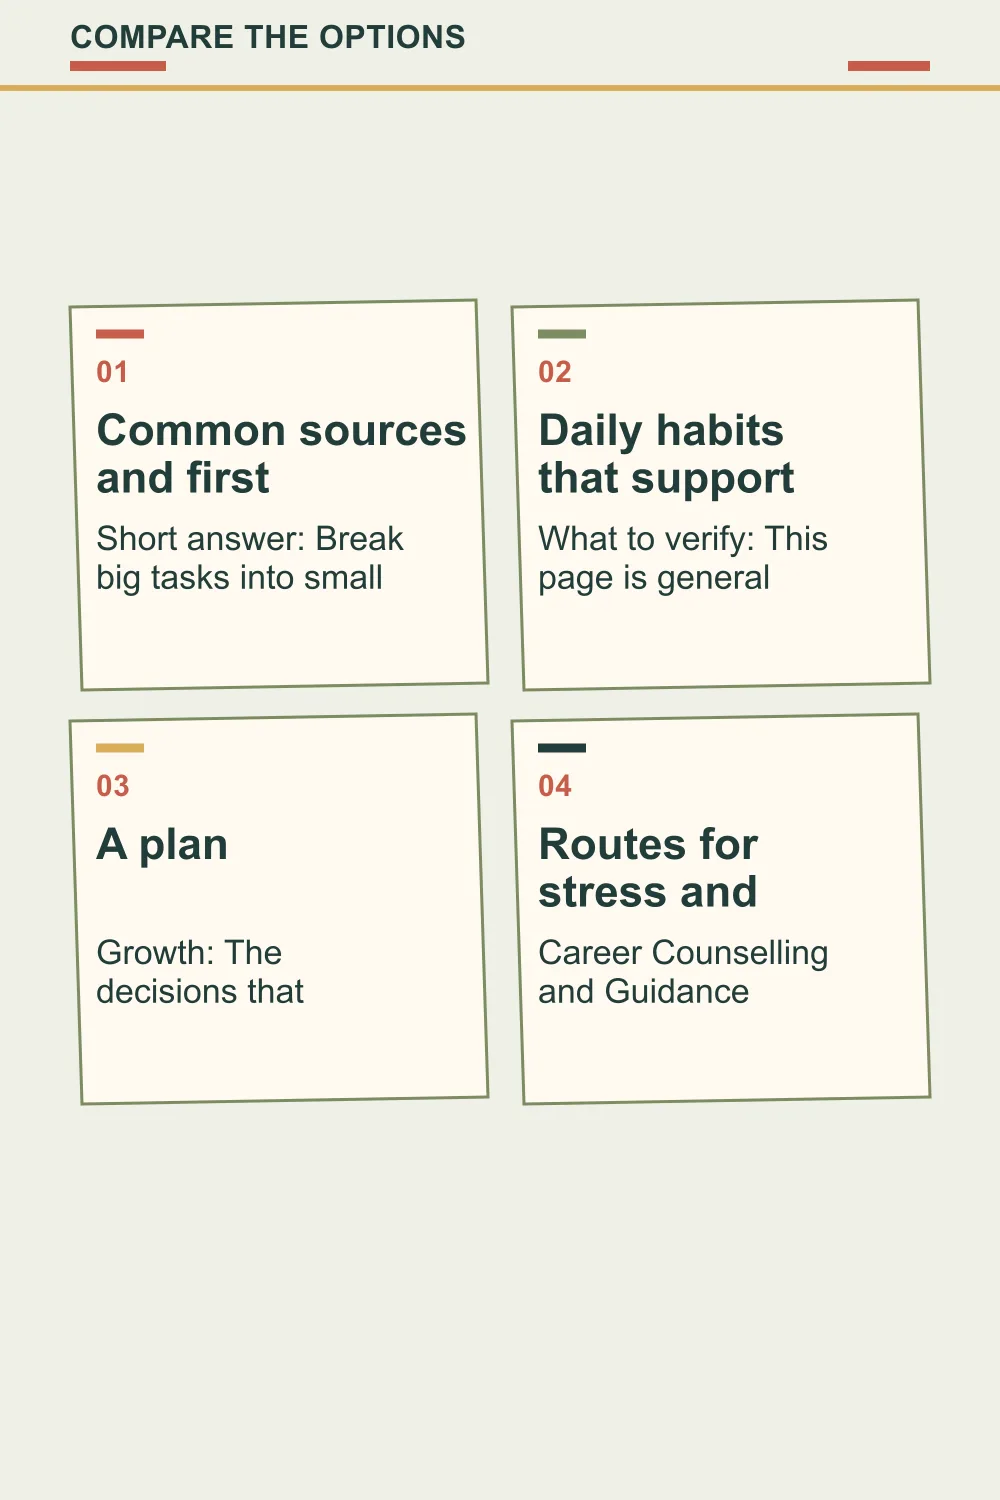 COMPARE THE OPTIONS
01
Common sources
and first
Short answer: Break
big tasks into small
02
Daily habits
that support
What to verify: This
page is general
03
A plan
Growth: The
decisions that
04
Routes for
stress and
Career Counselling
and Guidance